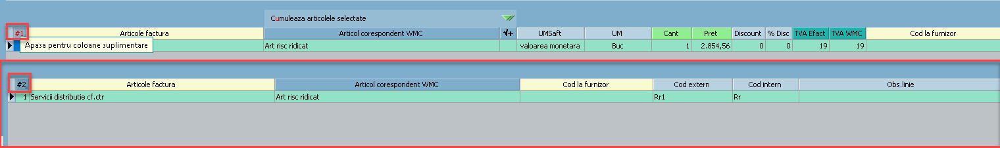 Cumuleaza articolele selectate
#1 Articole factura Articol corespondent WMC √+ UMSaft UM Cant Pret Discount % Disc TVA Efact TVA WMC Cod la furnizor
Apasa pentru coloane suplimentare Art risc ridicat valoarea monetara Buc 1 2.854,56 0 0 19 19
#2 Articole factura Articol corespondent WMC Cod la furnizor Cod extern Cod intern Obs.linie
1 Servicii distributie cf.ctr Art risc ridicat Rr1 Rr